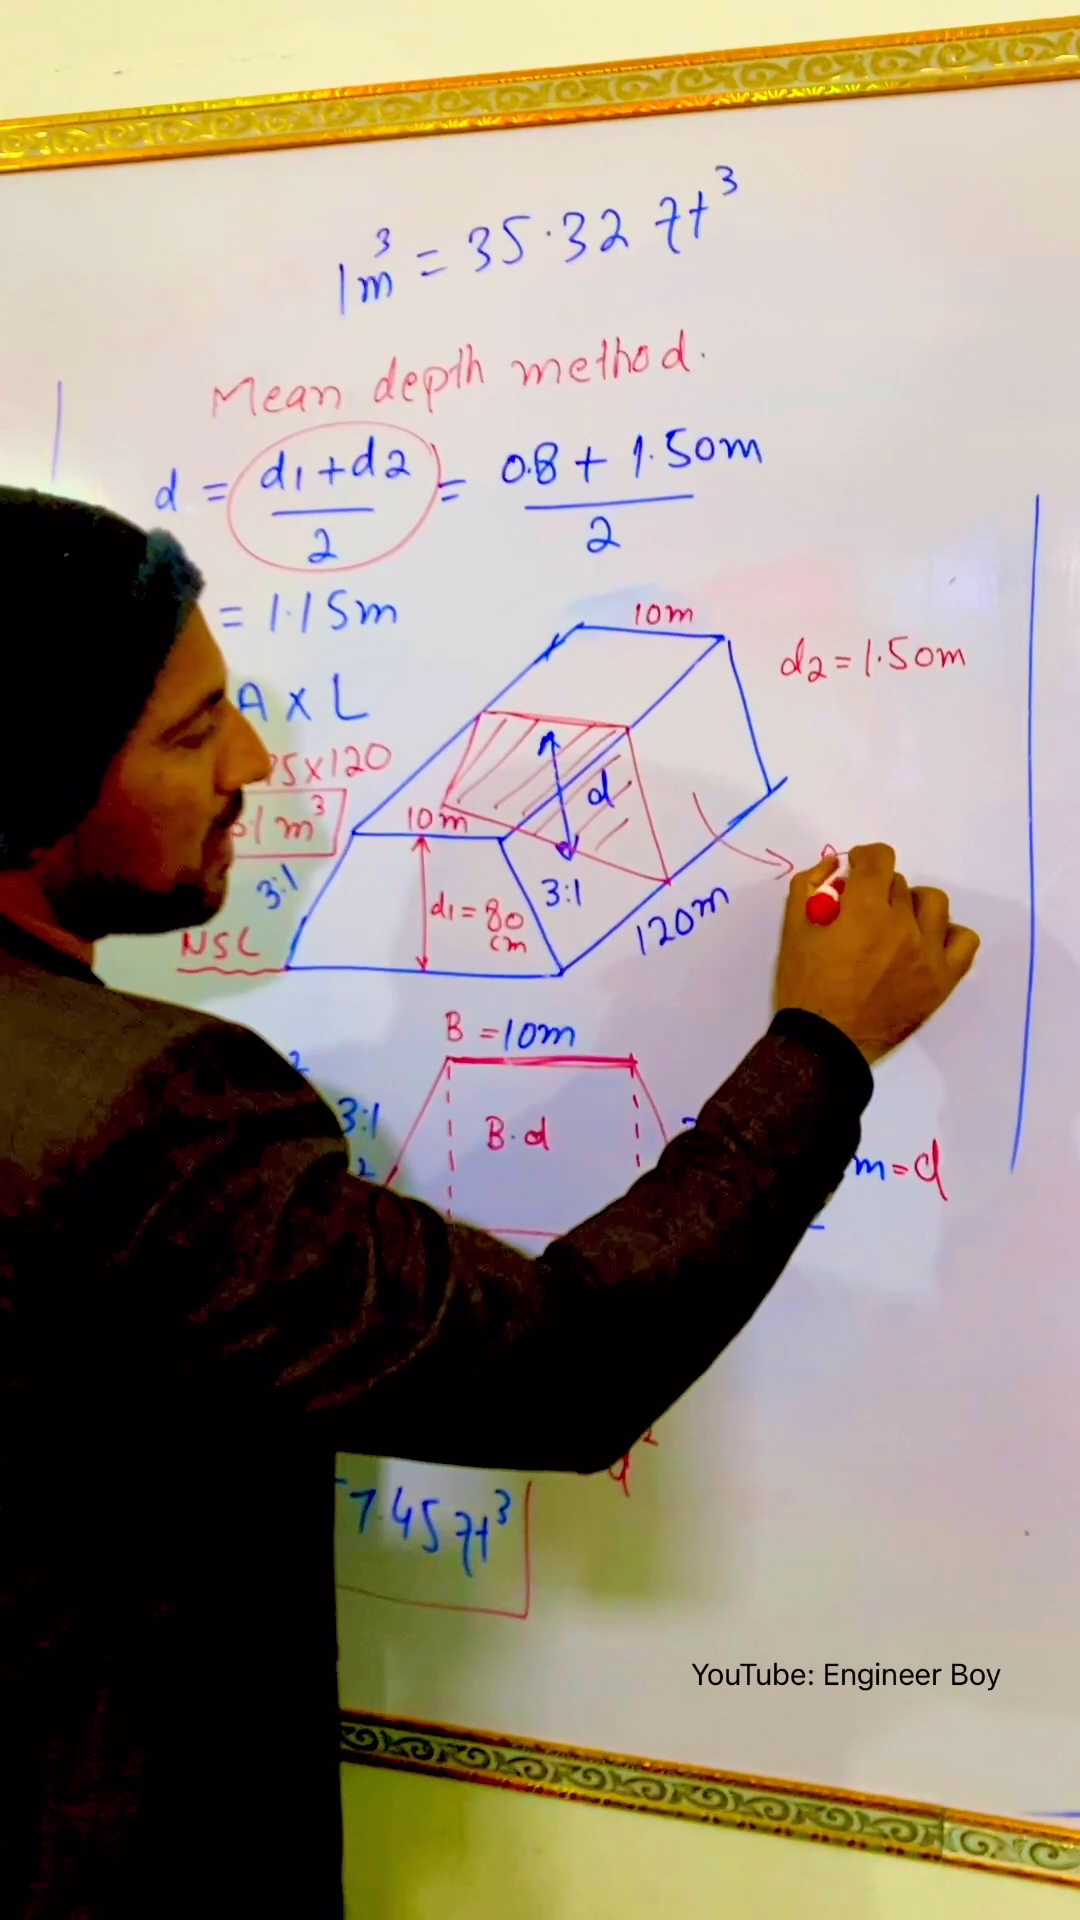 1m³ = 35.32 ft³
Mean depth method.
d = d1+d2 / 2 = 0.8 + 1.50m / 2
= 1.15m
A x L
75x120
1 m³
10m
d2 = 1.50m
d
10m
3:1
d1 = 80 cm
3:1
120m
NSL
B = 10m
3:1
B.d
m=d
7.45 ft³
YouTube: Engineer Boy